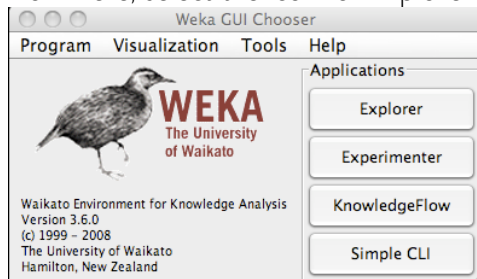 Weka GUI Chooser
Program Visualization Tools Help
Applications
WEKA
The University
of Waikato
Explorer
Experimenter
KnowledgeFlow
Simple CLI
Waikato Environment for Knowledge Analysis
Version 3.6.0
(c) 1999 - 2008
The University of Waikato
Hamilton, New Zealand